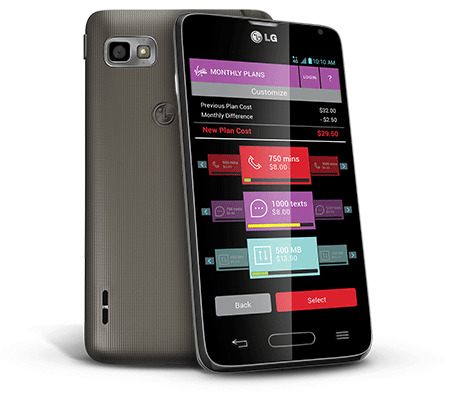 LG
10:10 AM
Virgin MONTHLY PLANS LOGIN ?
Customize
Previous Plan Cost $32.00
Monthly Difference - $2.50
New Plan Cost $29.50
750 mins
$8.00
1000 texts
$8.00
500 MB
$13.50
Back Select